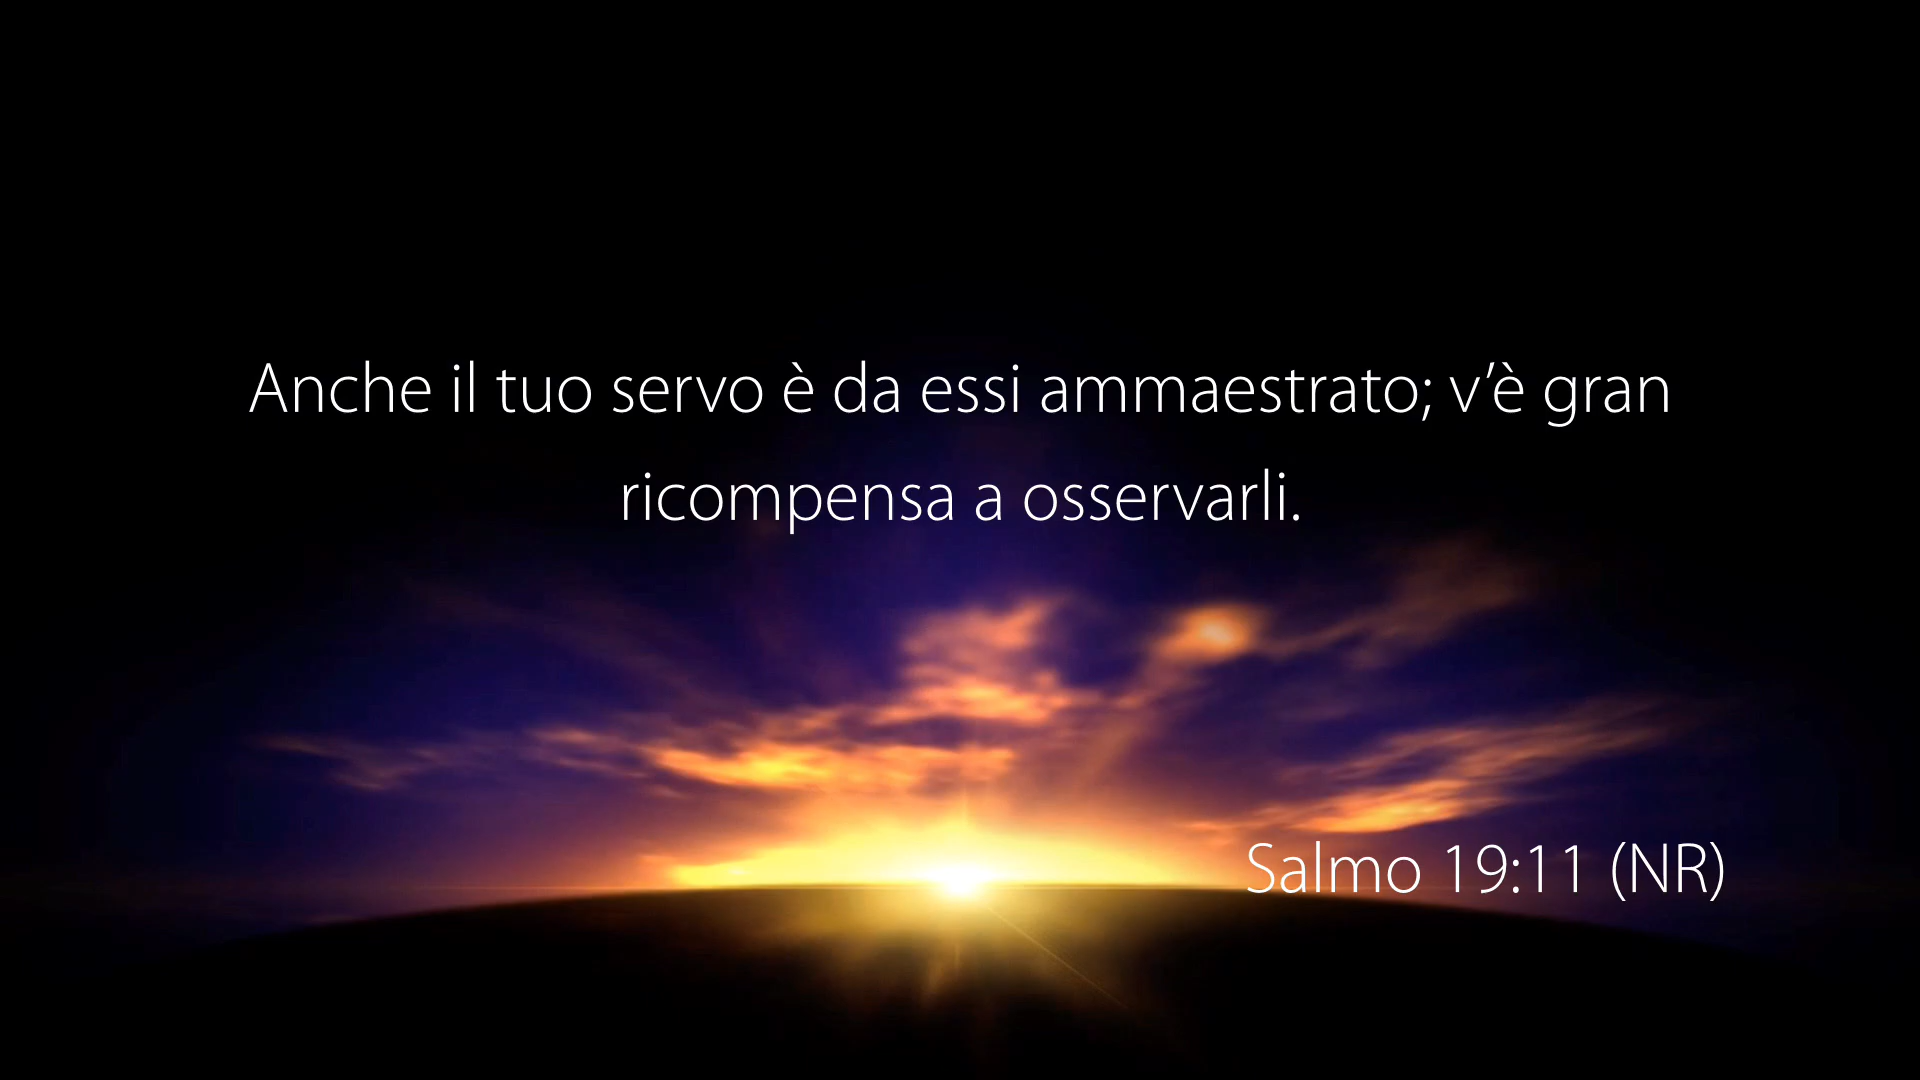 Anche il tuo servo è da essi ammaestrato; v’è gran
ricompensa a osservarli.
Salmo 19:11 (NR)